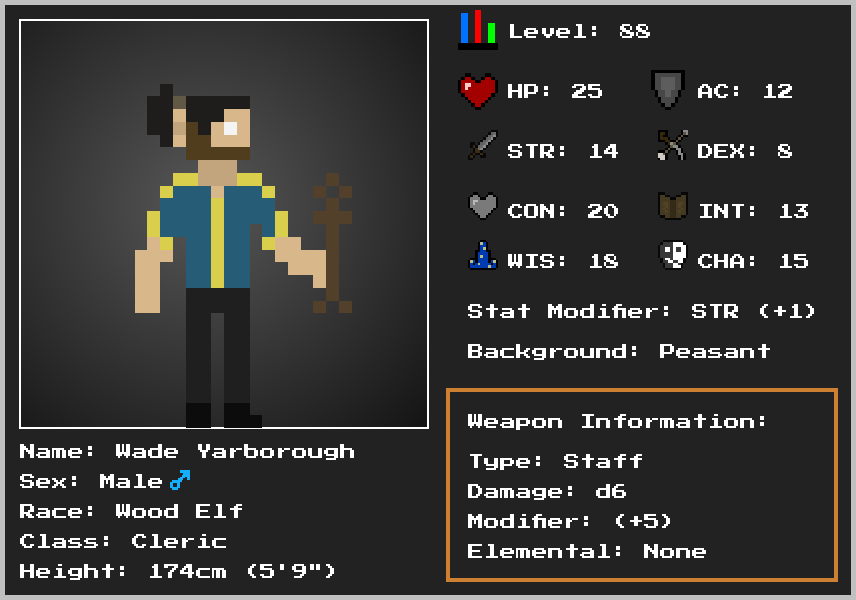 Level: 88
HP: 25 AC: 12
STR: 14 DEX: 8
CON: 20 INT: 13
WIS: 18 CHA: 15
Stat Modifier: STR (+1)
Background: Peasant
Weapon Information:
Type: Staff
Damage: d6
Modifier: (+5)
Elemental: None
Name: Wade Yarborough
Sex: Male♂
Race: Wood Elf
Class: Cleric
Height: 174cm (5'9")